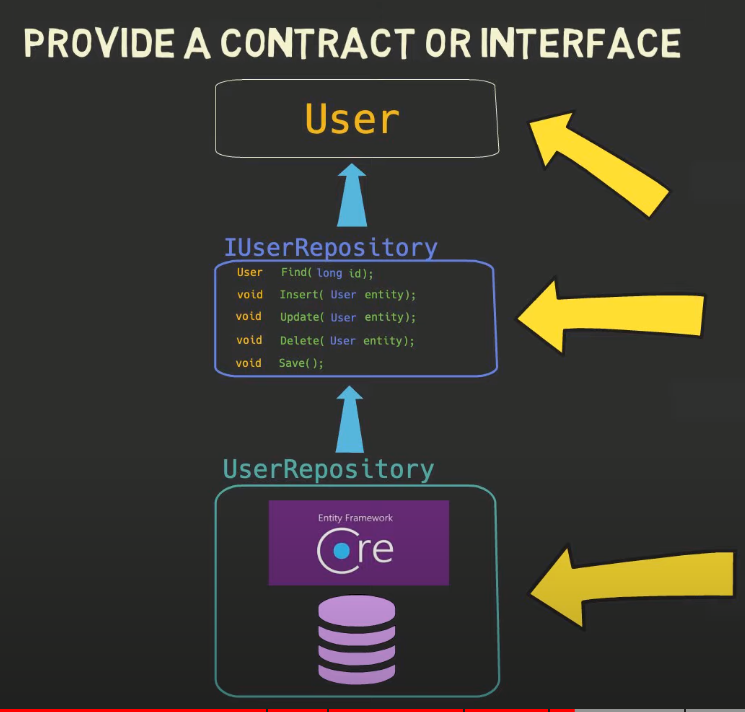 PROVIDE A CONTRACT OR INTERFACE
User
IUserRepository
User Find( long id);
void Insert( User entity);
void Update( User entity);
void Delete( User entity);
void Save();
UserRepository
Entity Framework
Core